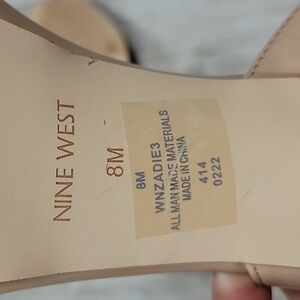 NINE WEST
8M
8M
WNZADIE3
ALL MAN MADE MATERIALS
MADE IN CHINA
414
0222